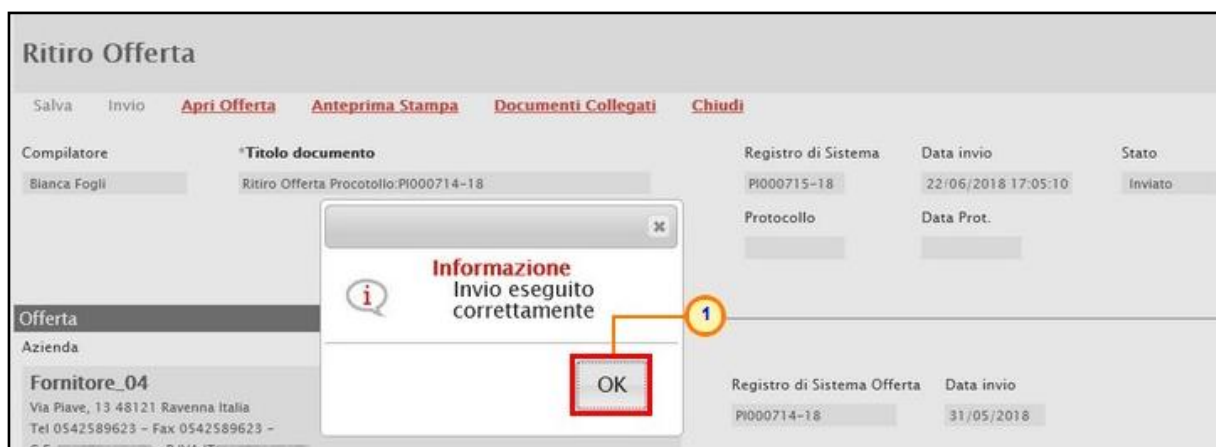 Ritiro Offerta
Salva Invio Apri Offerta Anteprima Stampa Documenti Collegati Chiudi
Compilatore *Titolo documento Registro di Sistema Data invio Stato
Bianca Fogli Ritiro Offerta Procotollo:PI000714-18 PI000715-18 22/06/2018 17:05:10 Inviato
Protocollo Data Prot.
Informazione
Invio eseguito
correttamente
1
OK
Offerta
Azienda
Fornitore_04
Via Piave, 13 48121 Ravenna Italia
Tel 0542589623 - Fax 0542589623 -
Registro di Sistema Offerta Data invio
PI000714-18 31/05/2018